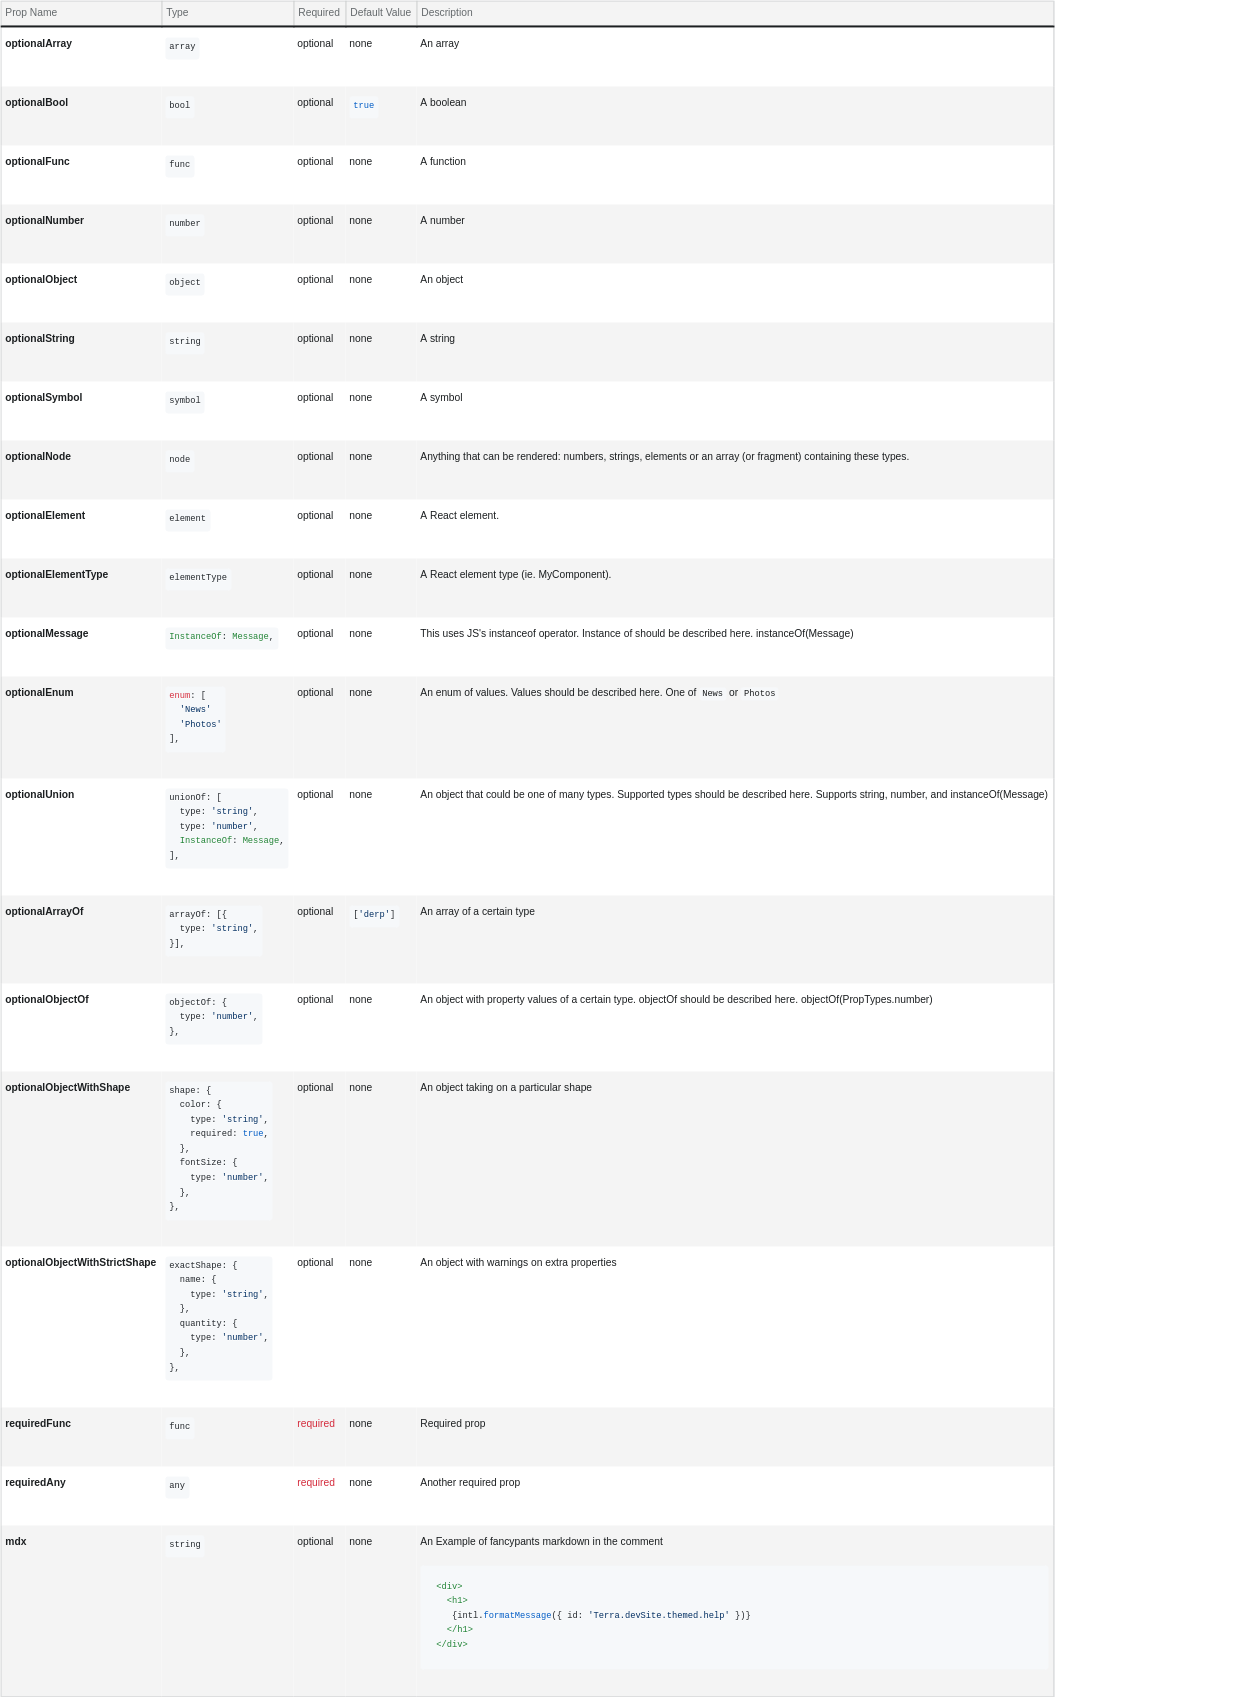 Prop Name Type Required Default Value Description
optionalArray array optional none An array
optionalBool bool optional true A boolean
optionalFunc func optional none A function
optionalNumber number optional none A number
optionalObject object optional none An object
optionalString string optional none A string
optionalSymbol symbol optional none A symbol
optionalNode node optional none Anything that can be rendered: numbers, strings, elements or an array (or fragment) containing these types.
optionalElement element optional none A React element.
optionalElementType elementType optional none A React element type (ie. MyComponent).
optionalMessage InstanceOf: Message, optional none This uses JS's instanceof operator. Instance of should be described here. instanceOf(Message)
optionalEnum enum: [ optional none An enum of values. Values should be described here. One of News or Photos
'News'
'Photos'
],
optionalUnion unionOf: [ optional none An object that could be one of many types. Supported types should be described here. Supports string, number, and instanceOf(Message)
type: 'string',
type: 'number',
InstanceOf: Message,
],
optionalArrayOf arrayOf: [{ optional ['derp'] An array of a certain type
type: 'string',
}],
optionalObjectOf objectOf: { optional none An object with property values of a certain type. objectOf should be described here. objectOf(PropTypes.number)
type: 'number',
},
optionalObjectWithShape shape: { optional none An object taking on a particular shape
color: {
type: 'string',
required: true,
},
fontSize: {
type: 'number',
},
},
optionalObjectWithStrictShape exactShape: { optional none An object with warnings on extra properties
name: {
type: 'string',
},
quantity: {
type: 'number',
},
},
requiredFunc func required none Required prop
requiredAny any required none Another required prop
mdx string optional none An Example of fancypants markdown in the comment
<div>
<h1>
{intl.formatMessage({ id: 'Terra.devSite.themed.help' })}
</h1>
</div>